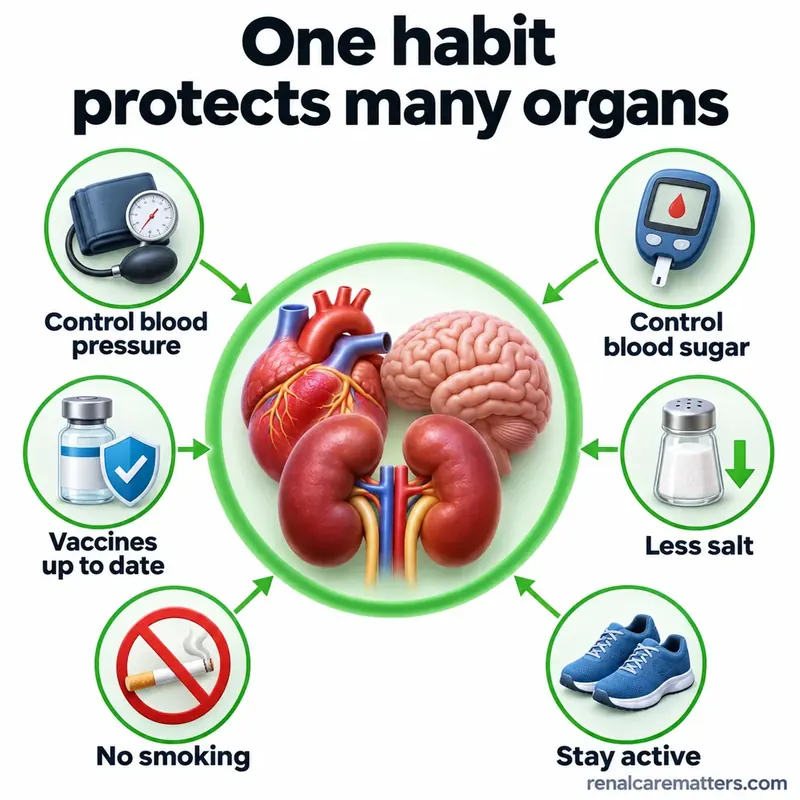 One habit
protects many organs
Control blood
pressure
Control
blood sugar
Vaccines
up to date
Less salt
No smoking
Stay active
renalcarematters.com